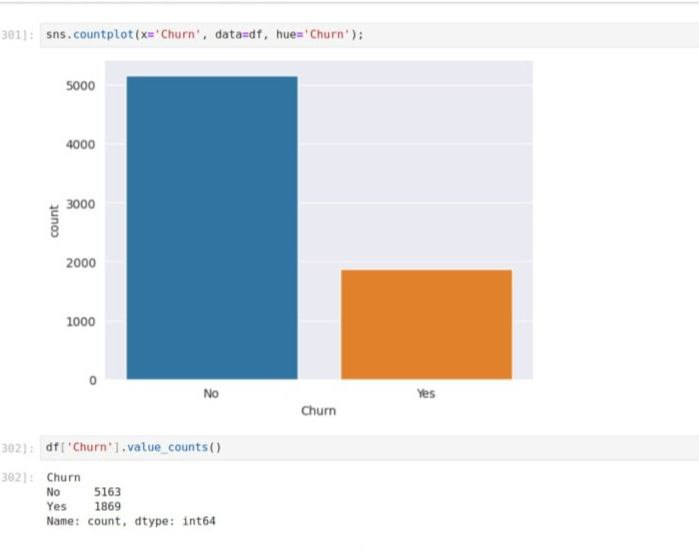 301]: sns.countplot(x='Churn', data=df, hue='Churn');
5000
4000
3000
2000
1000
0
count
No Yes
Churn
302]: df['Churn'].value_counts()
302]: Churn
No 5163
Yes 1869
Name: count, dtype: int64